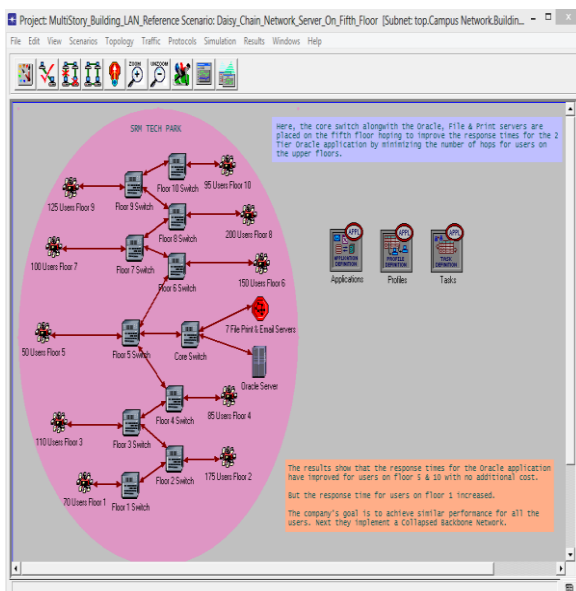 Project: MultiStory_Building_LAN_Reference Scenario: Daisy_Chain_Network_Server_On_Fifth_Floor [Subnet: top.Campus Network.Buildin...
File Edit View Scenarios Topology Traffic Protocols Simulation Results Windows Help
ZOOM
UNZOOM
SRM TECH PARK
Here, the core switch alongwith the Oracle, File & Print servers are
placed on the fifth floor hoping to improve the response times for the 2
Tier Oracle application by minimizing the number of hops for users on
the upper floors.
Floor 10 Switch
95 Users Floor 10
125 Users Floor 9
Floor 9 Switch
Floor 8 Switch
200 Users Floor 8
100 Users Floor 7
Floor 7 Switch
Floor 6 Switch
150 Users Floor 6
APPL
APPLICATION
DEFINITION
Applications
APPL
PROFILE
DEFINITION
Profiles
APPL
TASK
DEFINITION
Tasks
7 File Print & Email Servers
50 Users Floor 5
Floor 5 Switch
Core Switch
Oracle Server
Floor 4 Switch
85 Users Floor 4
110 Users Floor 3
Floor 3 Switch
Floor 2 Switch
175 Users Floor 2
70 Users Floor 1
Floor 1 Switch
The results show that the response times for the Oracle application
have improved for users on floor 5 & 10 with no additional cost.
But the response time for users on floor 1 increased.
The company's goal is to achieve similar performance for all the
users. Next they implement a Collapsed Backbone Network.